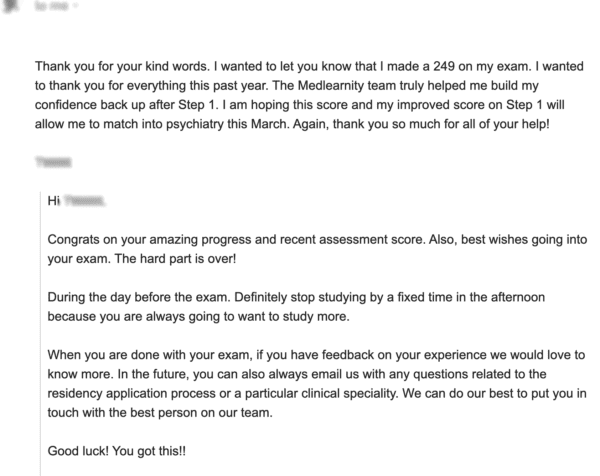 to me
Thank you for your kind words. I wanted to let you know that I made a 249 on my exam. I wanted
to thank you for everything this past year. The Medlearnity team truly helped me build my
confidence back up after Step 1. I am hoping this score and my improved score on Step 1 will
allow me to match into psychiatry this March. Again, thank you so much for all of your help!
Hi
Congrats on your amazing progress and recent assessment score. Also, best wishes going into
your exam. The hard part is over!
During the day before the exam. Definitely stop studying by a fixed time in the afternoon
because you are always going to want to study more.
When you are done with your exam, if you have feedback on your experience we would love to
know more. In the future, you can also always email us with any questions related to the
residency application process or a particular clinical speciality. We can do our best to put you in
touch with the best person on our team.
Good luck! You got this!!